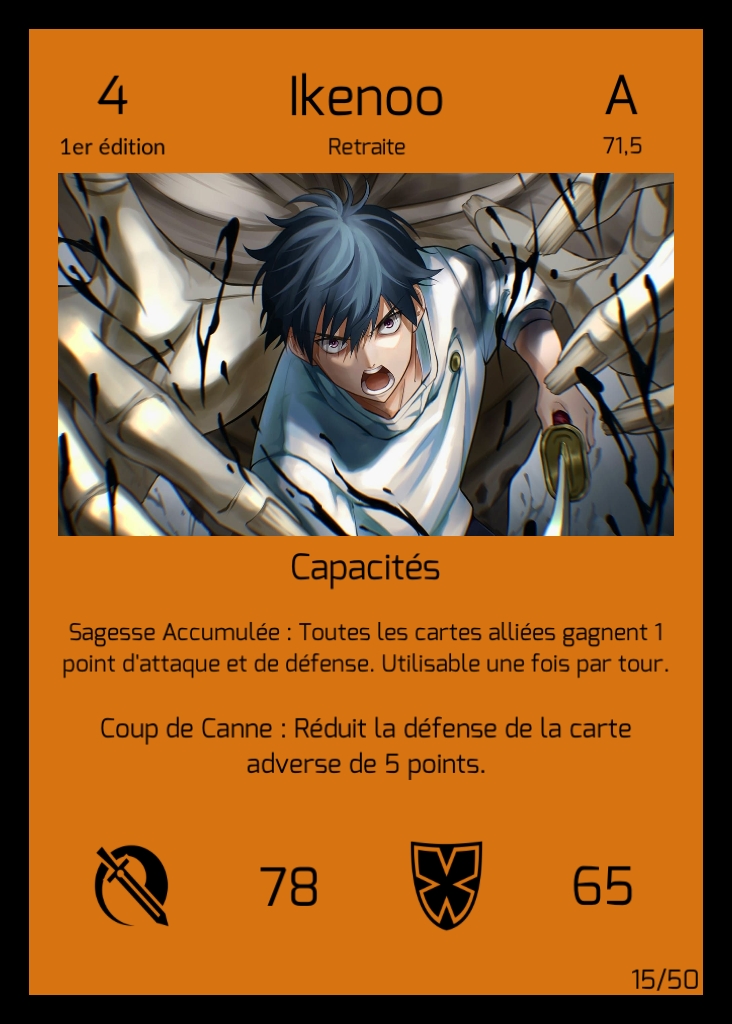 4
Ikenoo
A
1er édition
Retraite
71,5
Capacités
Sagesse Accumulée : Toutes les cartes alliées gagnent 1
point d'attaque et de défense. Utilisable une fois par tour.
Coup de Canne : Réduit la défense de la carte
adverse de 5 points.
78
65
15/50